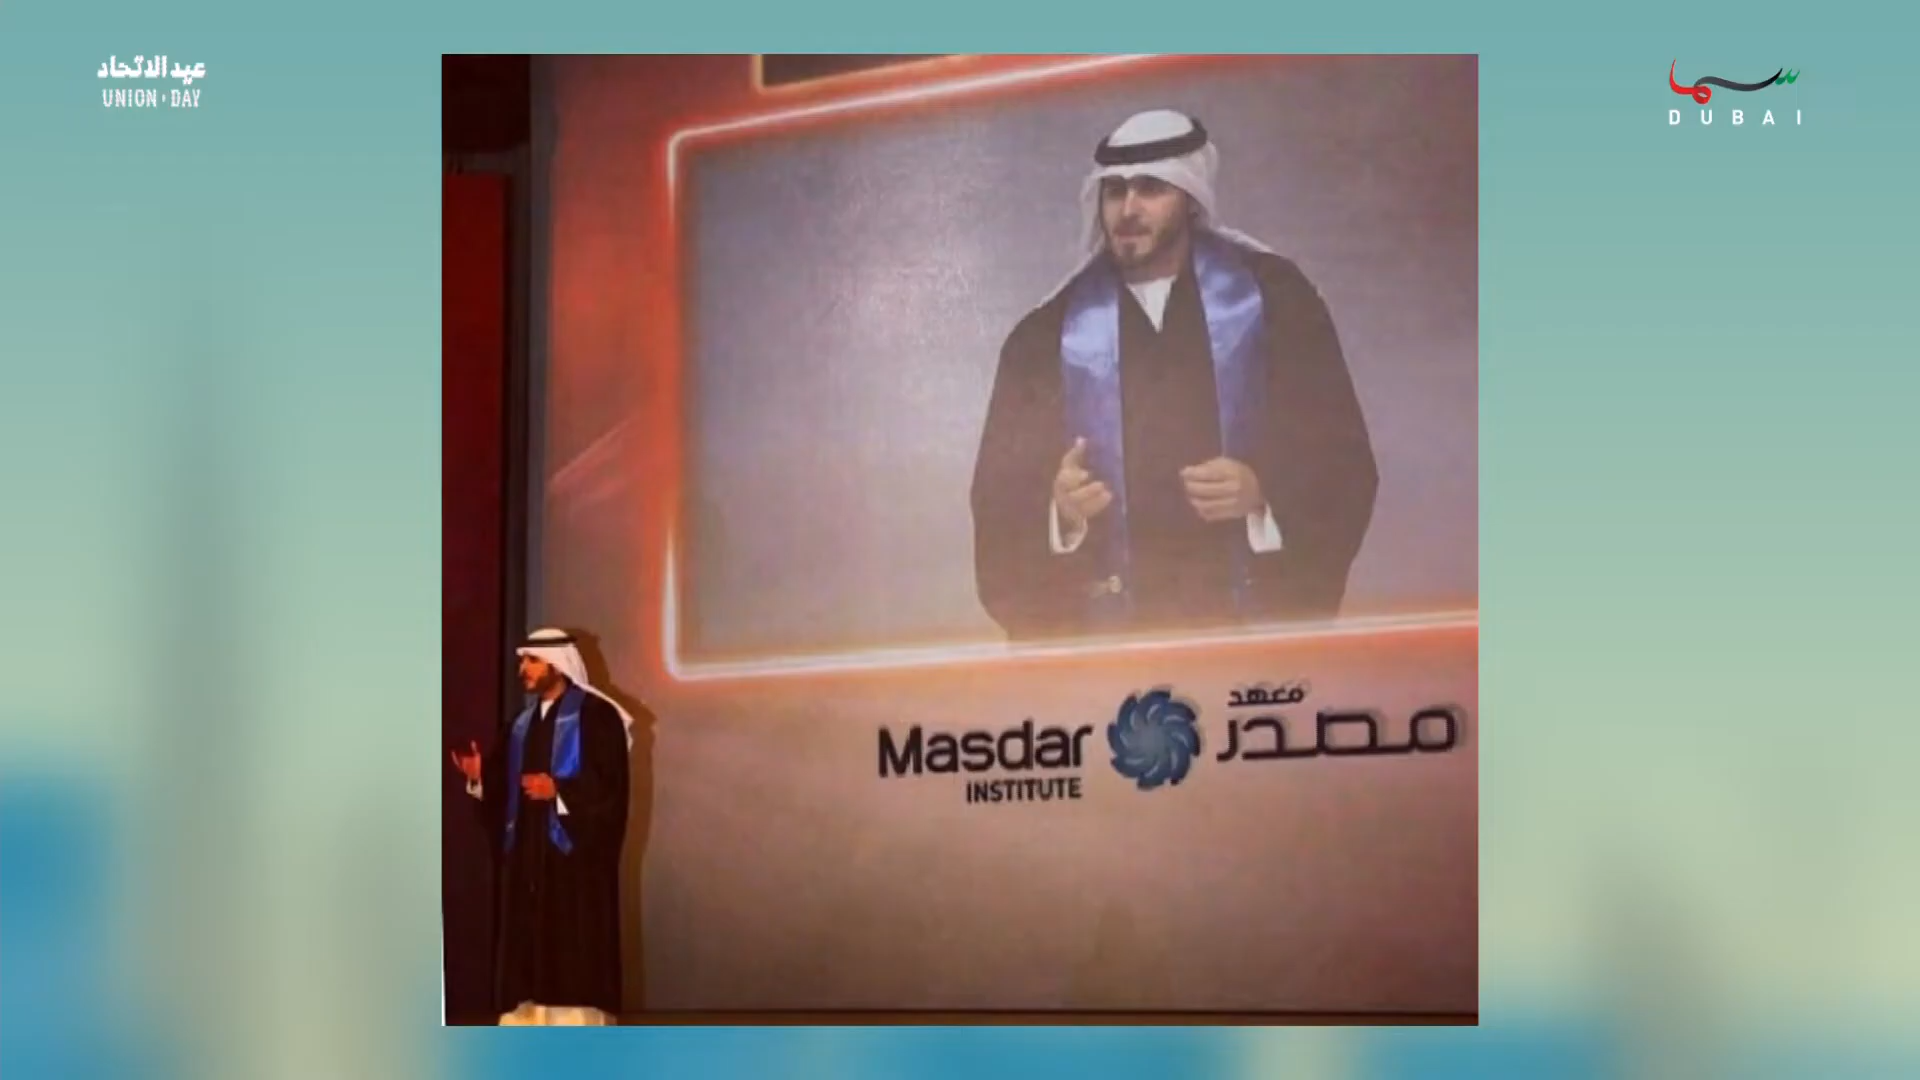 عيد الاتحاد
UNION DAY
سما
DUBAI
معهد
مصدر
Masdar
INSTITUTE